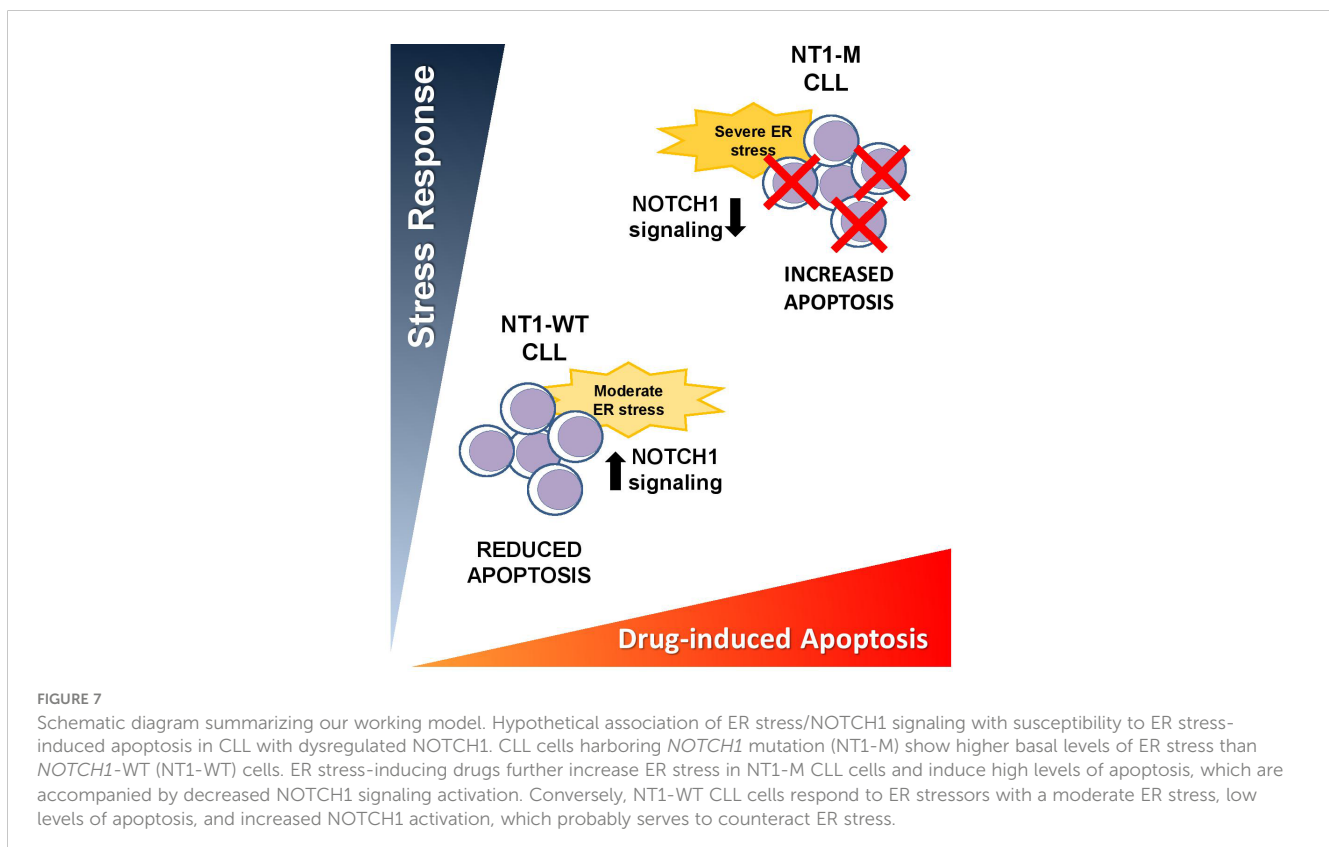 Stress Response
NT1-M
CLL
Severe ER
stress
NOTCH1
signaling
INCREASED
APOPTOSIS
NT1-WT
CLL
Moderate
ER stress
NOTCH1
signaling
REDUCED
APOPTOSIS
Drug-induced Apoptosis
FIGURE 7
Schematic diagram summarizing our working model. Hypothetical association of ER stress/NOTCH1 signaling with susceptibility to ER stress-
induced apoptosis in CLL with dysregulated NOTCH1. CLL cells harboring NOTCH1 mutation (NT1-M) show higher basal levels of ER stress than
NOTCH1-WT (NT1-WT) cells. ER stress-inducing drugs further increase ER stress in NT1-M CLL cells and induce high levels of apoptosis, which are
accompanied by decreased NOTCH1 signaling activation. Conversely, NT1-WT CLL cells respond to ER stressors with a moderate ER stress, low
levels of apoptosis, and increased NOTCH1 activation, which probably serves to counteract ER stress.